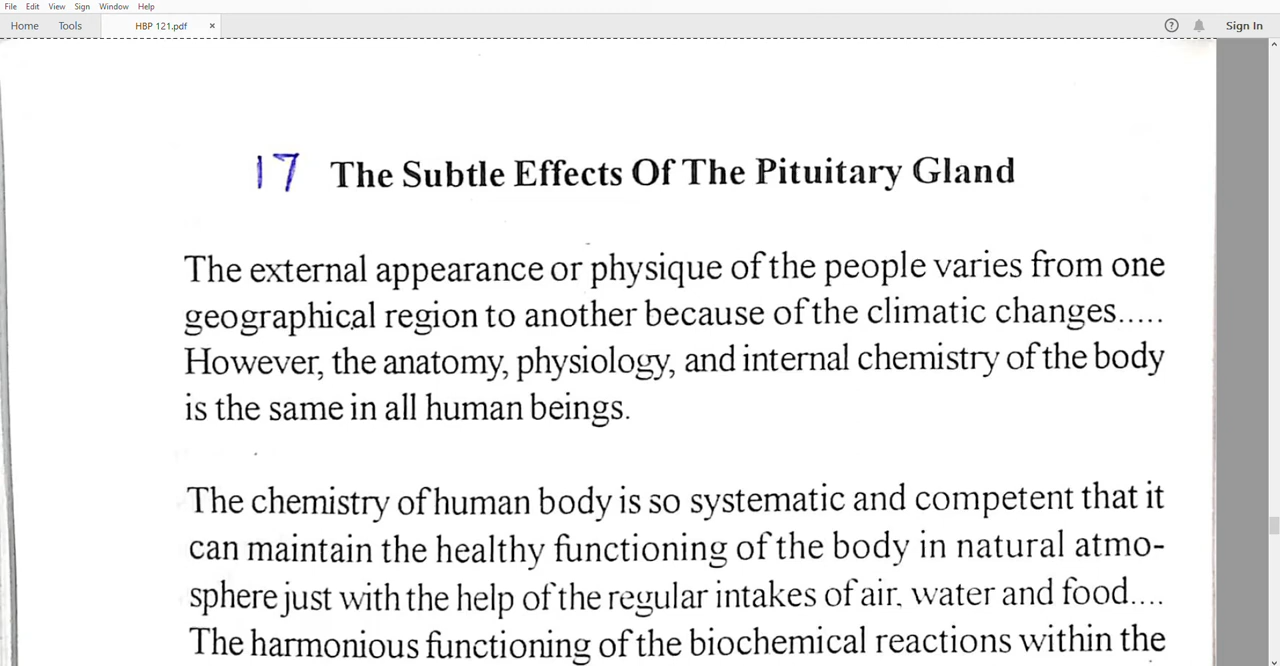 File Edit View Sign Window Help
Home Tools HBP 121.pdf × ? Sign In
17 The Subtle Effects Of The Pituitary Gland
The external appearance or physique of the people varies from one
geographical region to another because of the climatic changes.....
However, the anatomy, physiology, and internal chemistry of the body
is the same in all human beings.
The chemistry of human body is so systematic and competent that it
can maintain the healthy functioning of the body in natural atmo-
sphere just with the help of the regular intakes of air, water and food....
The harmonious functioning of the biochemical reactions within the